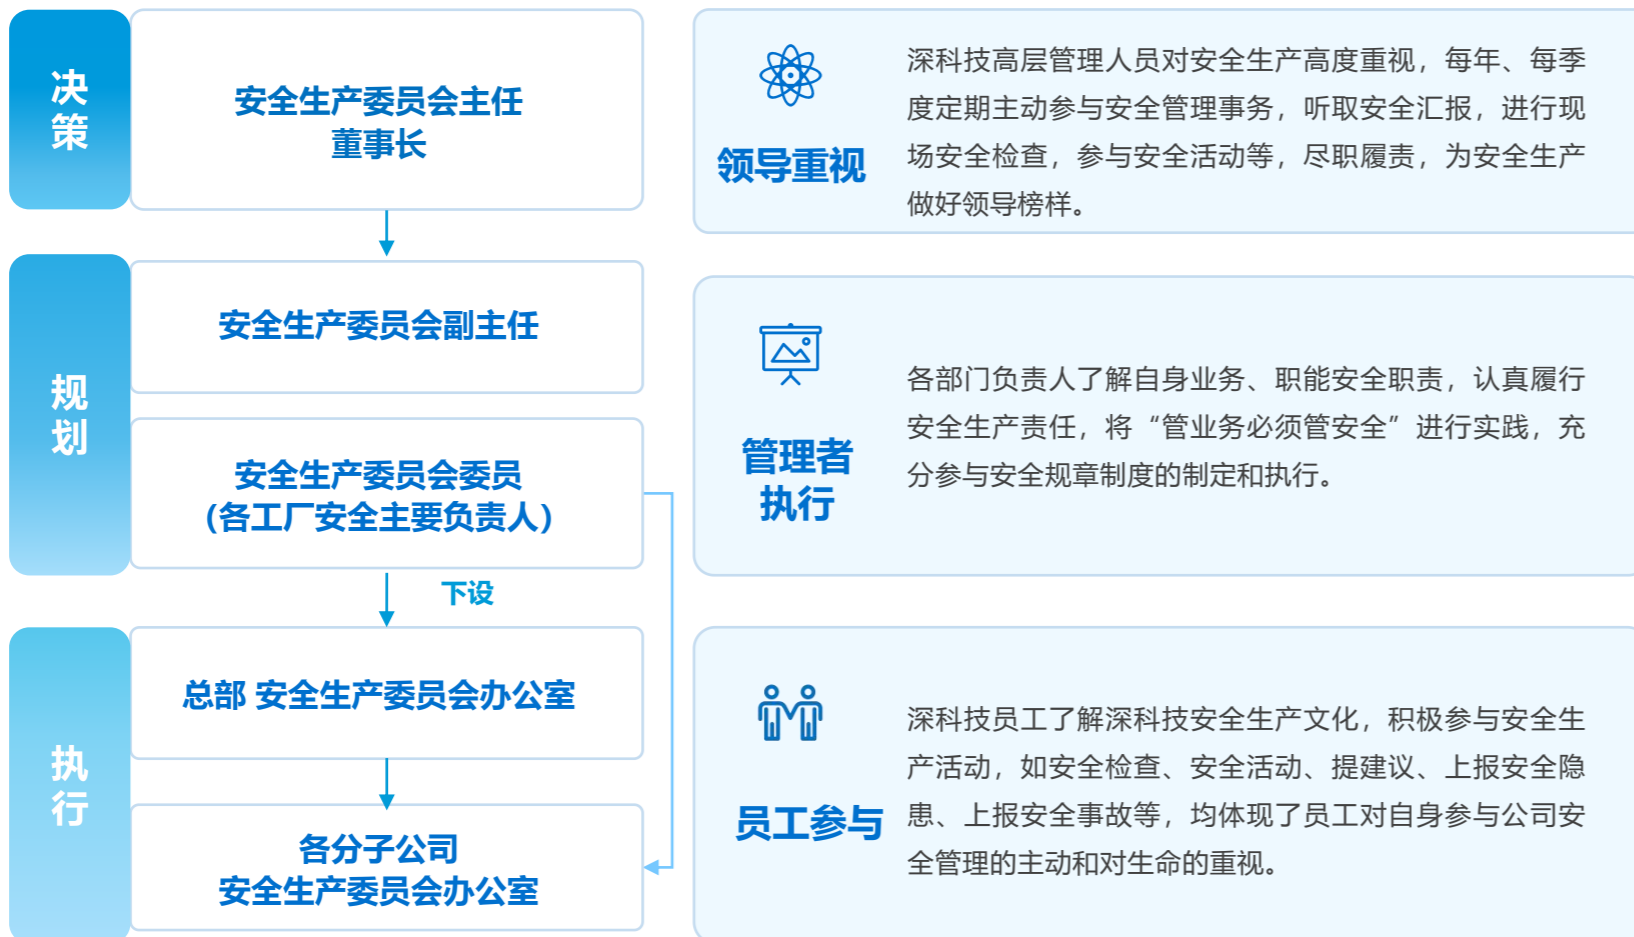 决
策
安全生产委员会主任
董事长
领导重视
深科技高层管理人员对安全生产高度重视，每年、每季
度定期主动参与安全管理事务，听取安全汇报，进行现
场安全检查，参与安全活动等，尽职履责，为安全生产
做好领导榜样。
规
划
安全生产委员会副主任
安全生产委员会委员
（各工厂安全主要负责人）
管理者
执行
各部门负责人了解自身业务、职能安全职责，认真履行
安全生产责任，将“管业务必须管安全”进行实践，充
分参与安全规章制度的制定和执行。
下设
执
行
总部 安全生产委员会办公室
各分子公司
安全生产委员会办公室
员工参与
深科技员工了解深科技安全生产文化，积极参与安全生
产活动，如安全检查、安全活动、提建议、上报安全隐
患、上报安全事故等，均体现了员工对自身参与公司安
全管理的主动和对生命的重视。